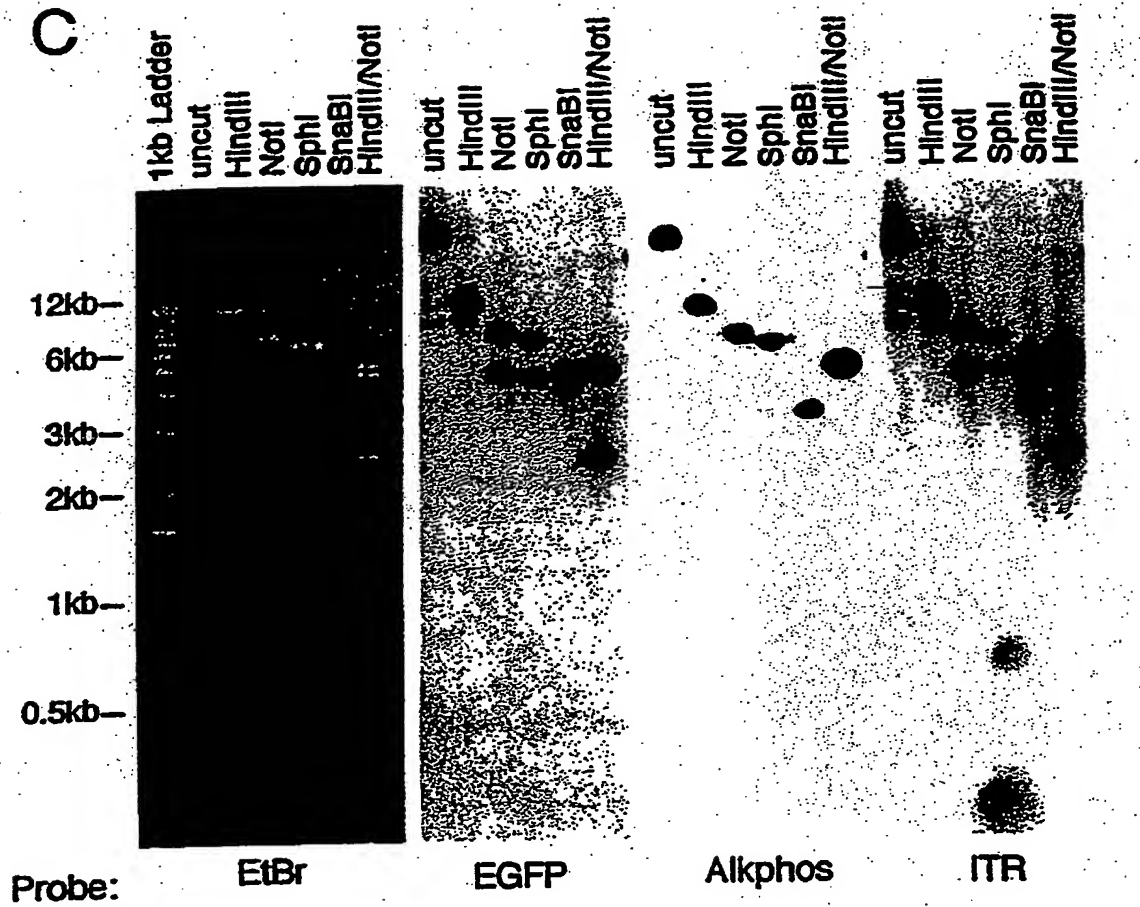 C
1kb Ladder
uncut
HindIII
NotI
SphI
SnaBI
HindIII/NotI
uncut
HindIII
NotI
SphI
SnaBI
HindIII/NotI
uncut
HindIII
NotI
SphI
SnaBI
HindIII/NotI
uncut
HindIII
NotI
SphI
SnaBI
HindIII/NotI
12kb
6kb
3kb
2kb
1kb
0.5kb
Probe: EtBr EGFP Alkphos ITR